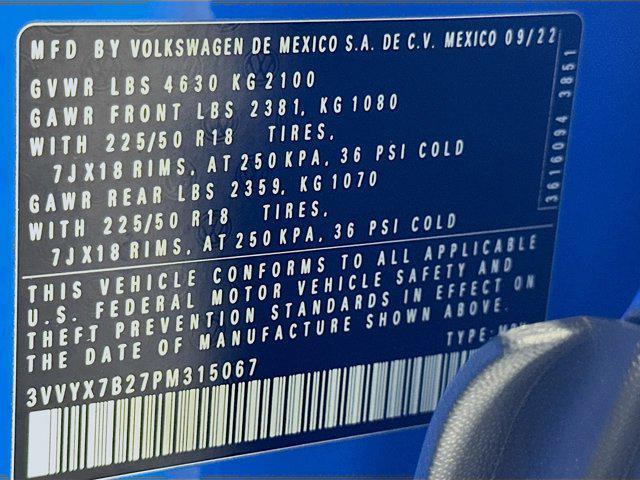 MFD BY VOLKSWAGEN DE MEXICO S.A. DE C.V. MEXICO 09/22
GVWR LBS 4630 KG 2100
GAWR FRONT LBS 2381, KG 1080
WITH 225/50 R18 TIRES,
7JX18 RIMS, AT 250 KPA, 36 PSI COLD
GAWR REAR LBS 2359, KG 1070
WITH 225/50 R18 TIRES,
7JX18 RIMS, AT 250 KPA, 36 PSI COLD
3616094 3851
THIS VEHICLE CONFORMS TO ALL APPLICABLE
U.S. FEDERAL MOTOR VEHICLE SAFETY AND
THEFT PREVENTION STANDARDS IN EFFECT ON
THE DATE OF MANUFACTURE SHOWN ABOVE.
TYPE:
3VVYX7B27PM315067